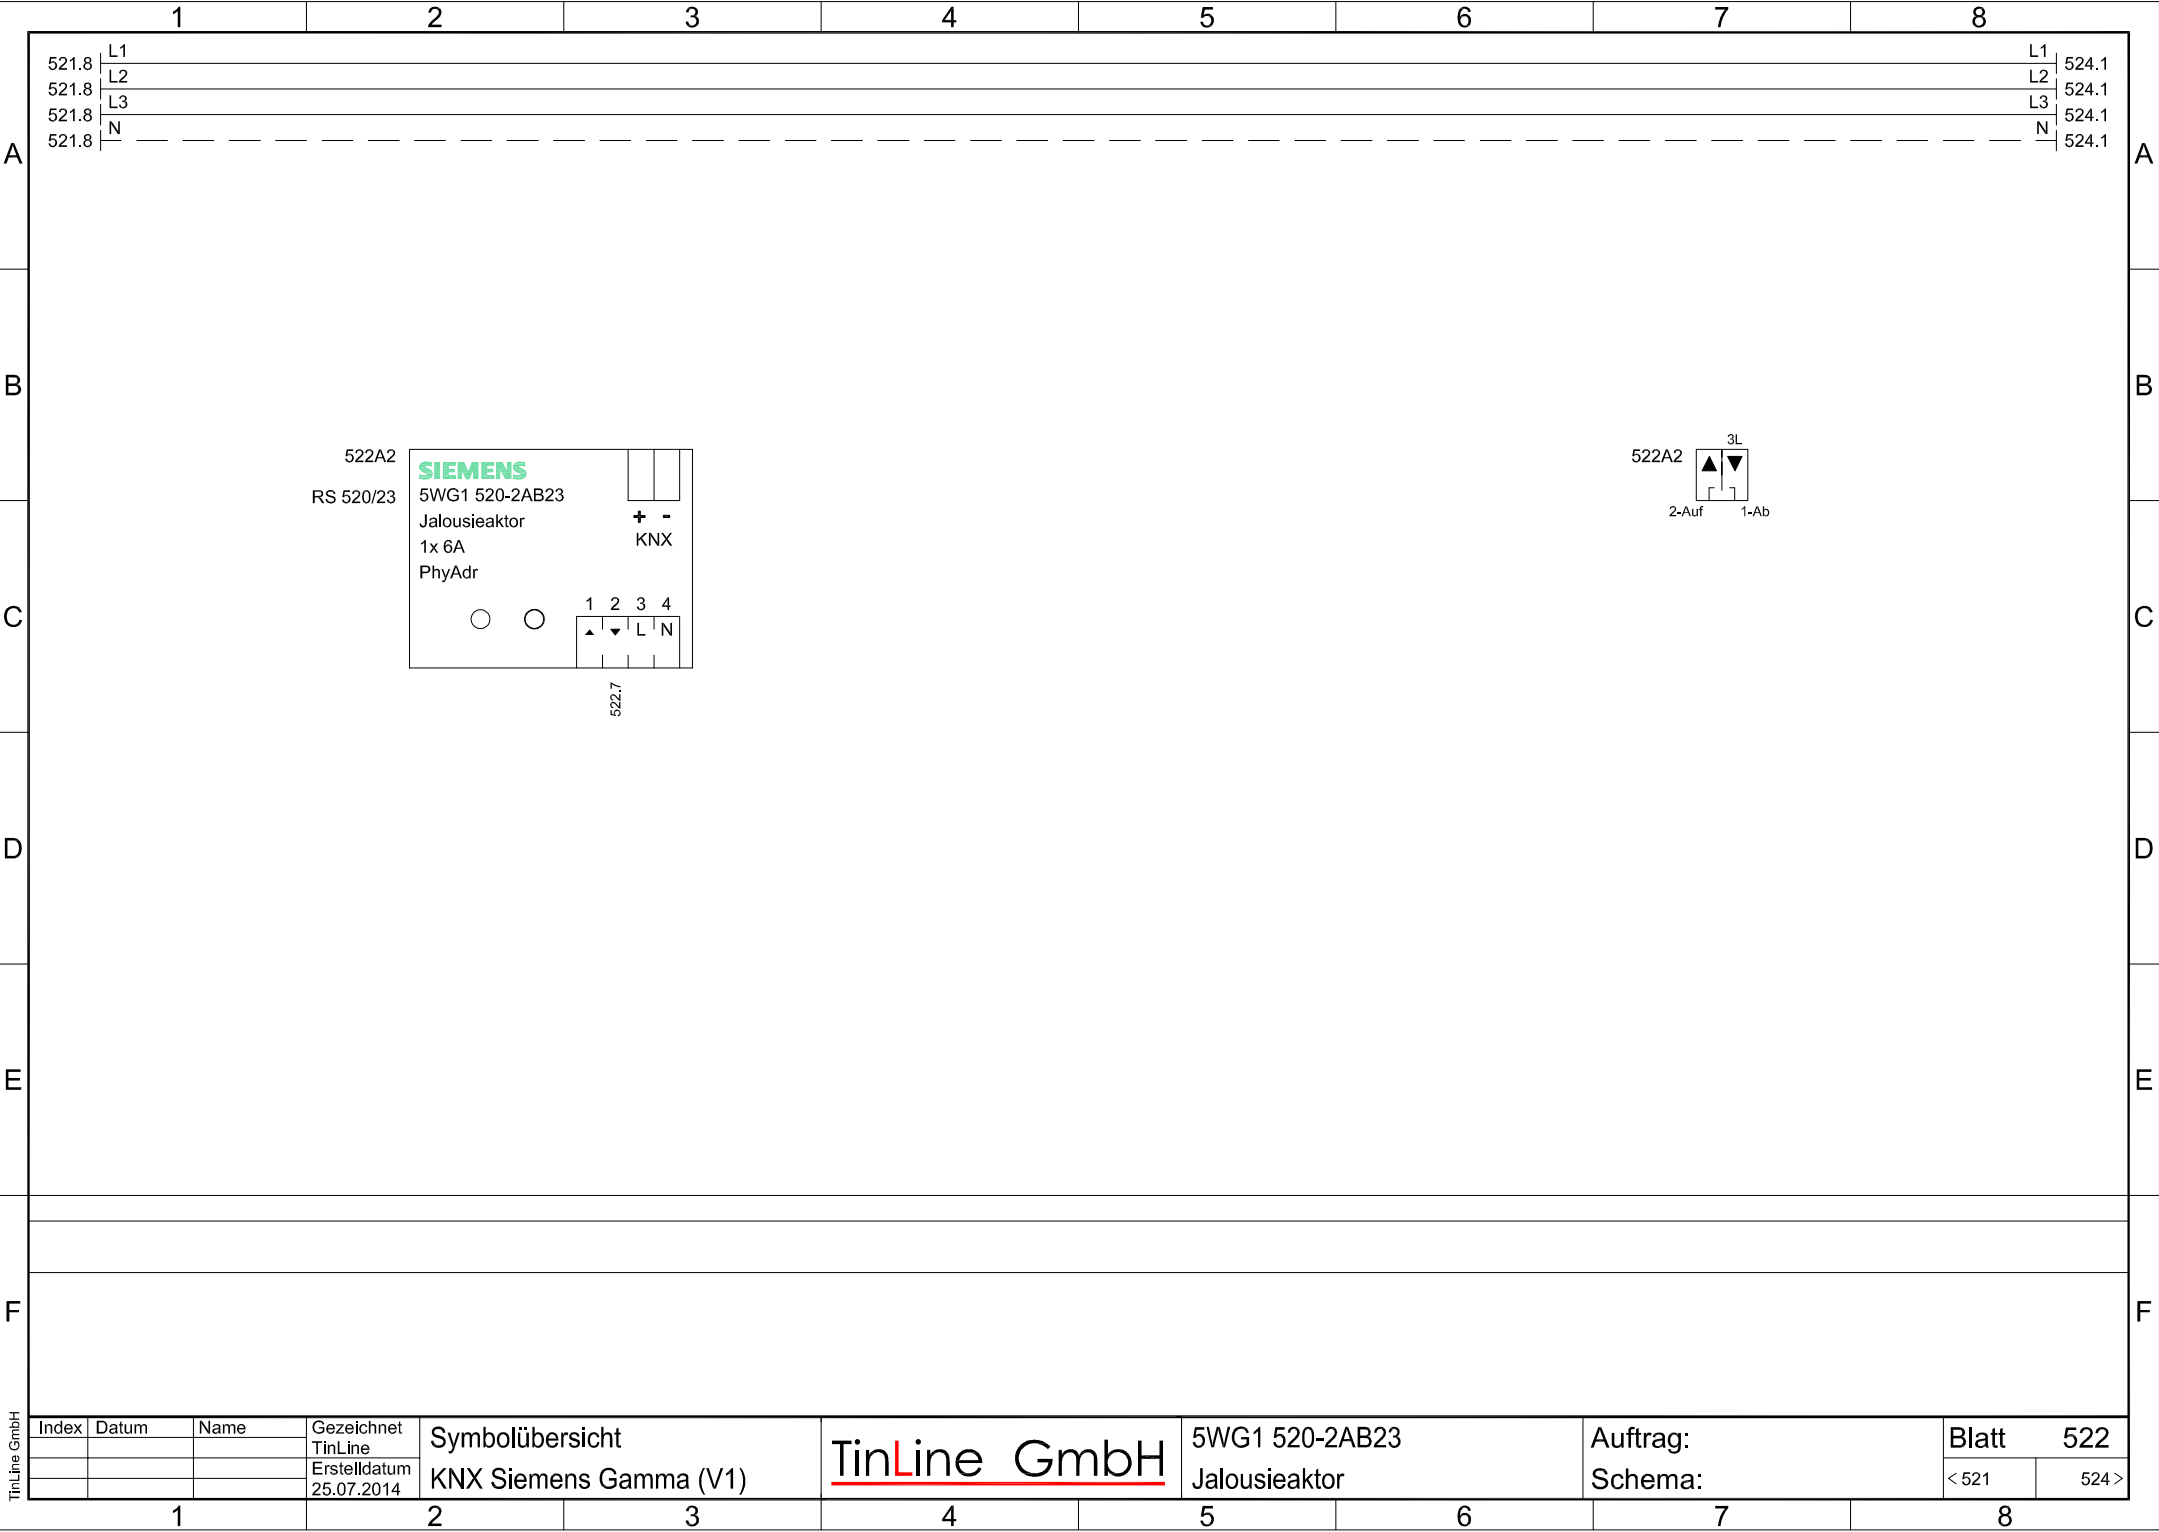 1 2 3 4 5 6 7 8
L1 L1
521.8 524.1
L2 L2
521.8 524.1
L3 L3
521.8 524.1
N N
521.8 524.1
A A
B B
3L
522A2
2-Auf 1-Ab
522A2
RS 520/23
SIEMENS
5WG1 520-2AB23
Jalousieaktor
1x 6A
PhyAdr
+ -
KNX
1 2 3 4
L N
522.7
C C
D D
E E
F F
TinLine GmbH
Index Datum Name
Gezeichnet
TinLine
Erstelldatum
25.07.2014
Symbolübersicht
KNX Siemens Gamma (V1)
TinLine GmbH
5WG1 520-2AB23
Jalousieaktor
Auftrag:
Schema:
Blatt 522
< 521 524 >
1 2 3 4 5 6 7 8